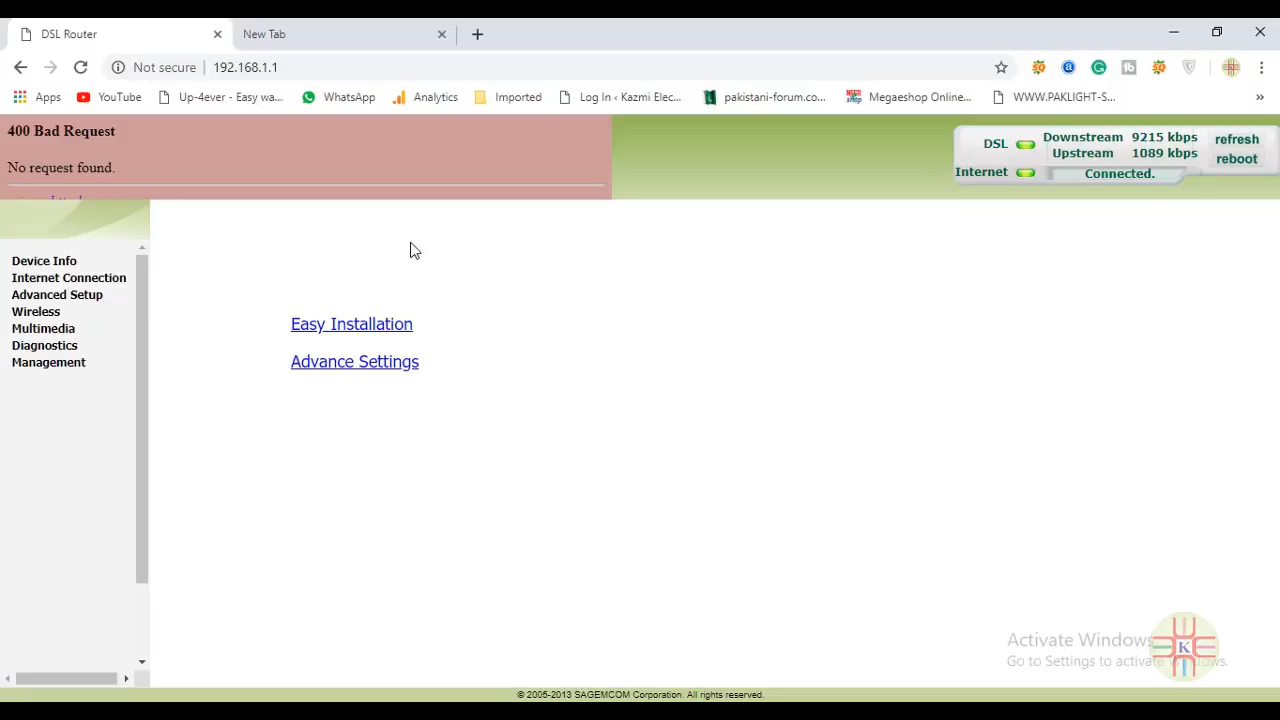 DSL Router
New Tab
Not secure
192.168.1.1
Apps
YouTube
Up-4ever - Easy wa...
WhatsApp
Analytics
Imported
Log In ‹ Kazmi Elec...
pakistani-forum.co...
Megaeshop Online...
WWW.PAKLIGHT-S...
»
400 Bad Request
No request found.
DSL
Downstream 9215 kbps
Upstream 1089 kbps
Internet
Connected.
refresh
reboot
Device Info
Internet Connection
Advanced Setup
Wireless
Multimedia
Diagnostics
Management
Easy Installation
Advance Settings
Activate Windows
Go to Settings to activate Windows.
K
© 2005-2013 SAGEMCOM Corporation. All rights reserved.